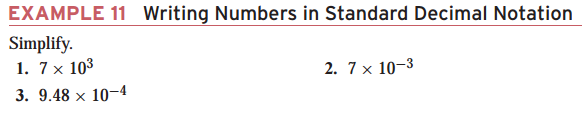 EXAMPLE 11 Writing Numbers in Standard Decimal Notation
Simplify.
1. 7 × 10³ 2. 7 × 10⁻³
3. 9.48 × 10⁻⁴